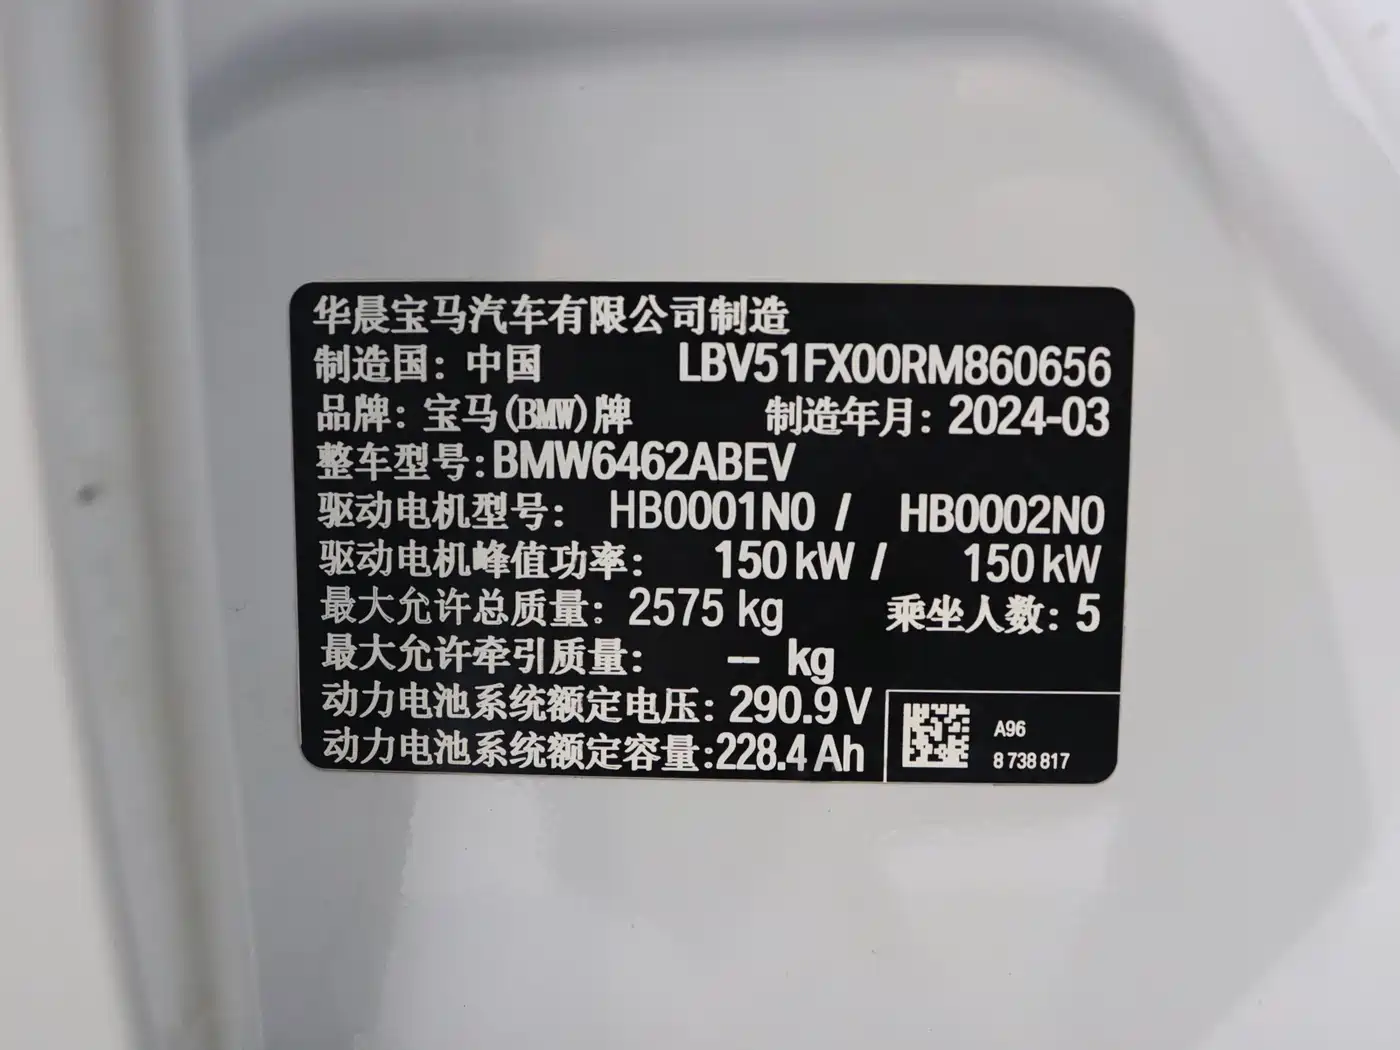 华晨宝马汽车有限公司制造
制造国：中国 LBV51FX00RM860656
品牌：宝马(BMW)牌 制造年月：2024-03
整车型号：BMW6462ABEV
驱动电机型号： HB0001N0 / HB0002N0
驱动电机峰值功率： 150 kW / 150 kW
最大允许总质量：2575 kg 乘坐人数：5
最大允许牵引质量： -- kg
动力电池系统额定电压：290.9 V
动力电池系统额定容量：228.4 Ah
A96
8 738 817